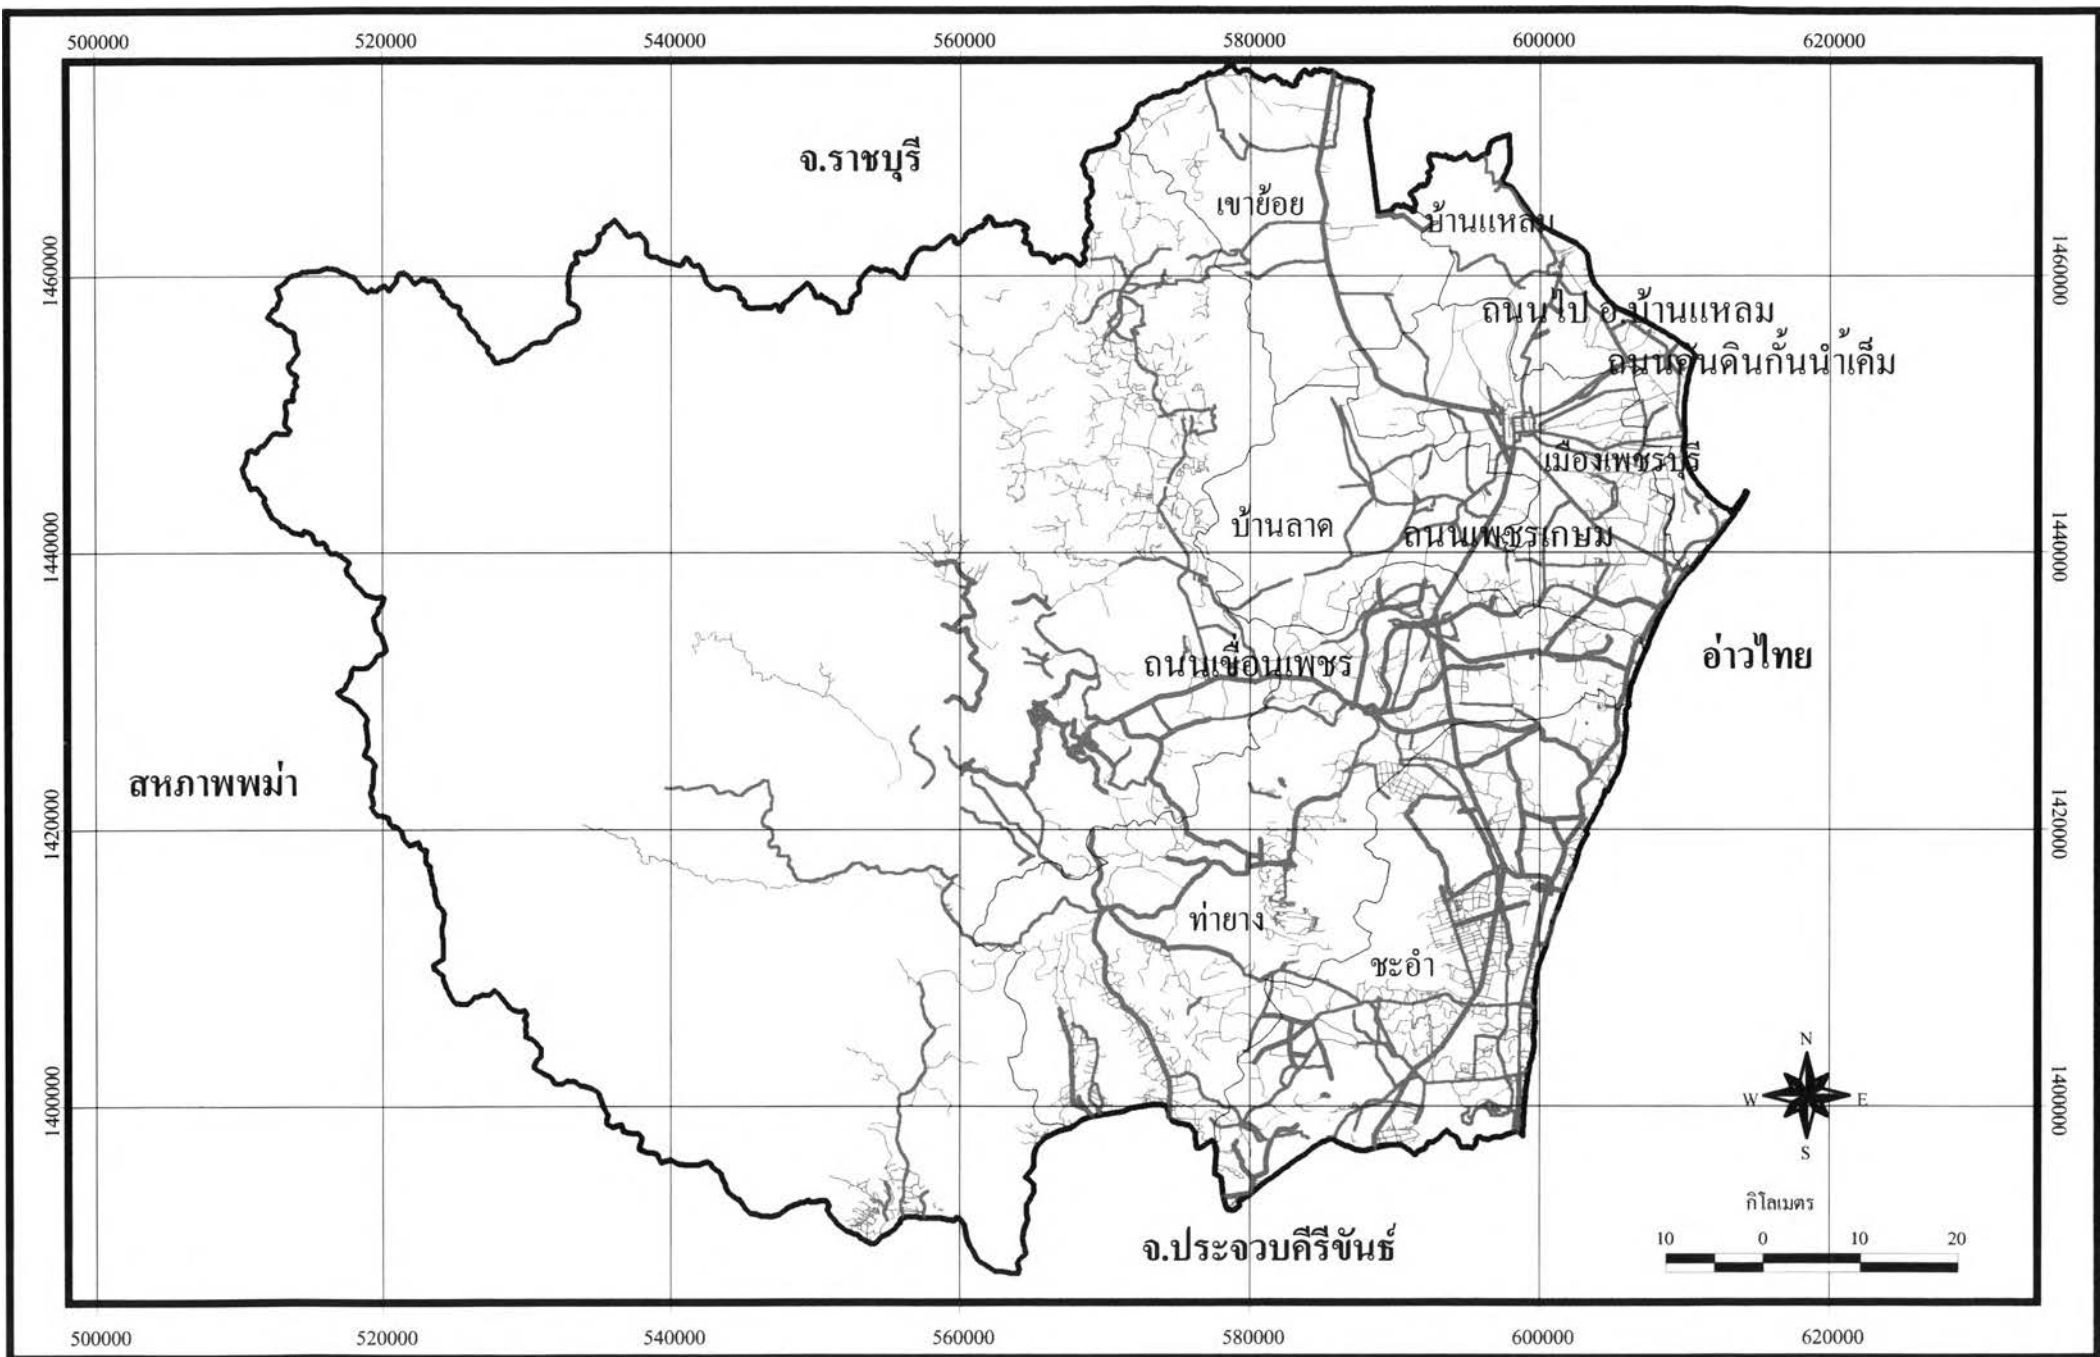 500000 520000 540000 560000 580000 600000 620000
จ.ราชบุรี
เขาย้อย
บ้านแหลม
1460000 1460000
ถนนไป อ.บ้านแหลม
ถนนคันดินกั้นน้ำเค็ม
เมืองเพชรบุรี
บ้านลาด
ถนนเพชรเกษม
1440000 1440000
ถนนเขื่อนเพชร
อ่าวไทย
สหภาพพม่า
1420000 1420000
ท่ายาง
ชะอำ
N
W E
S
1400000 1400000
กิโลเมตร
จ.ประจวบคีรีขันธ์
10 0 10 20
500000 520000 540000 560000 580000 600000 620000